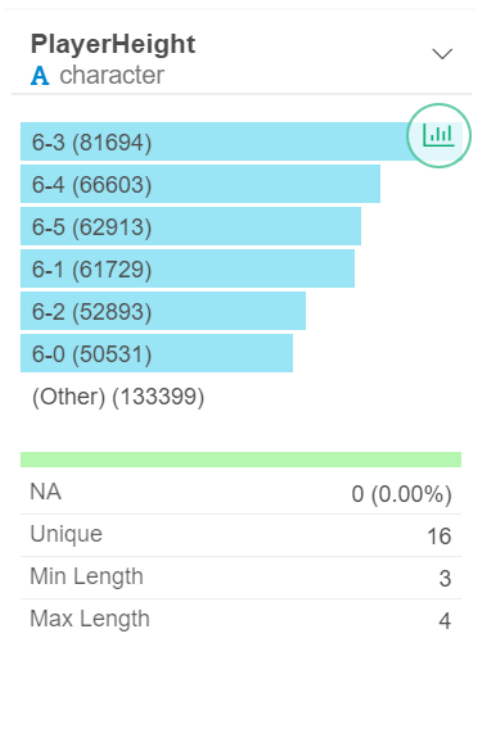 PlayerHeight
A character
6-3 (81694)
6-4 (66603)
6-5 (62913)
6-1 (61729)
6-2 (52893)
6-0 (50531)
(Other) (133399)
NA 0 (0.00%)
Unique 16
Min Length 3
Max Length 4